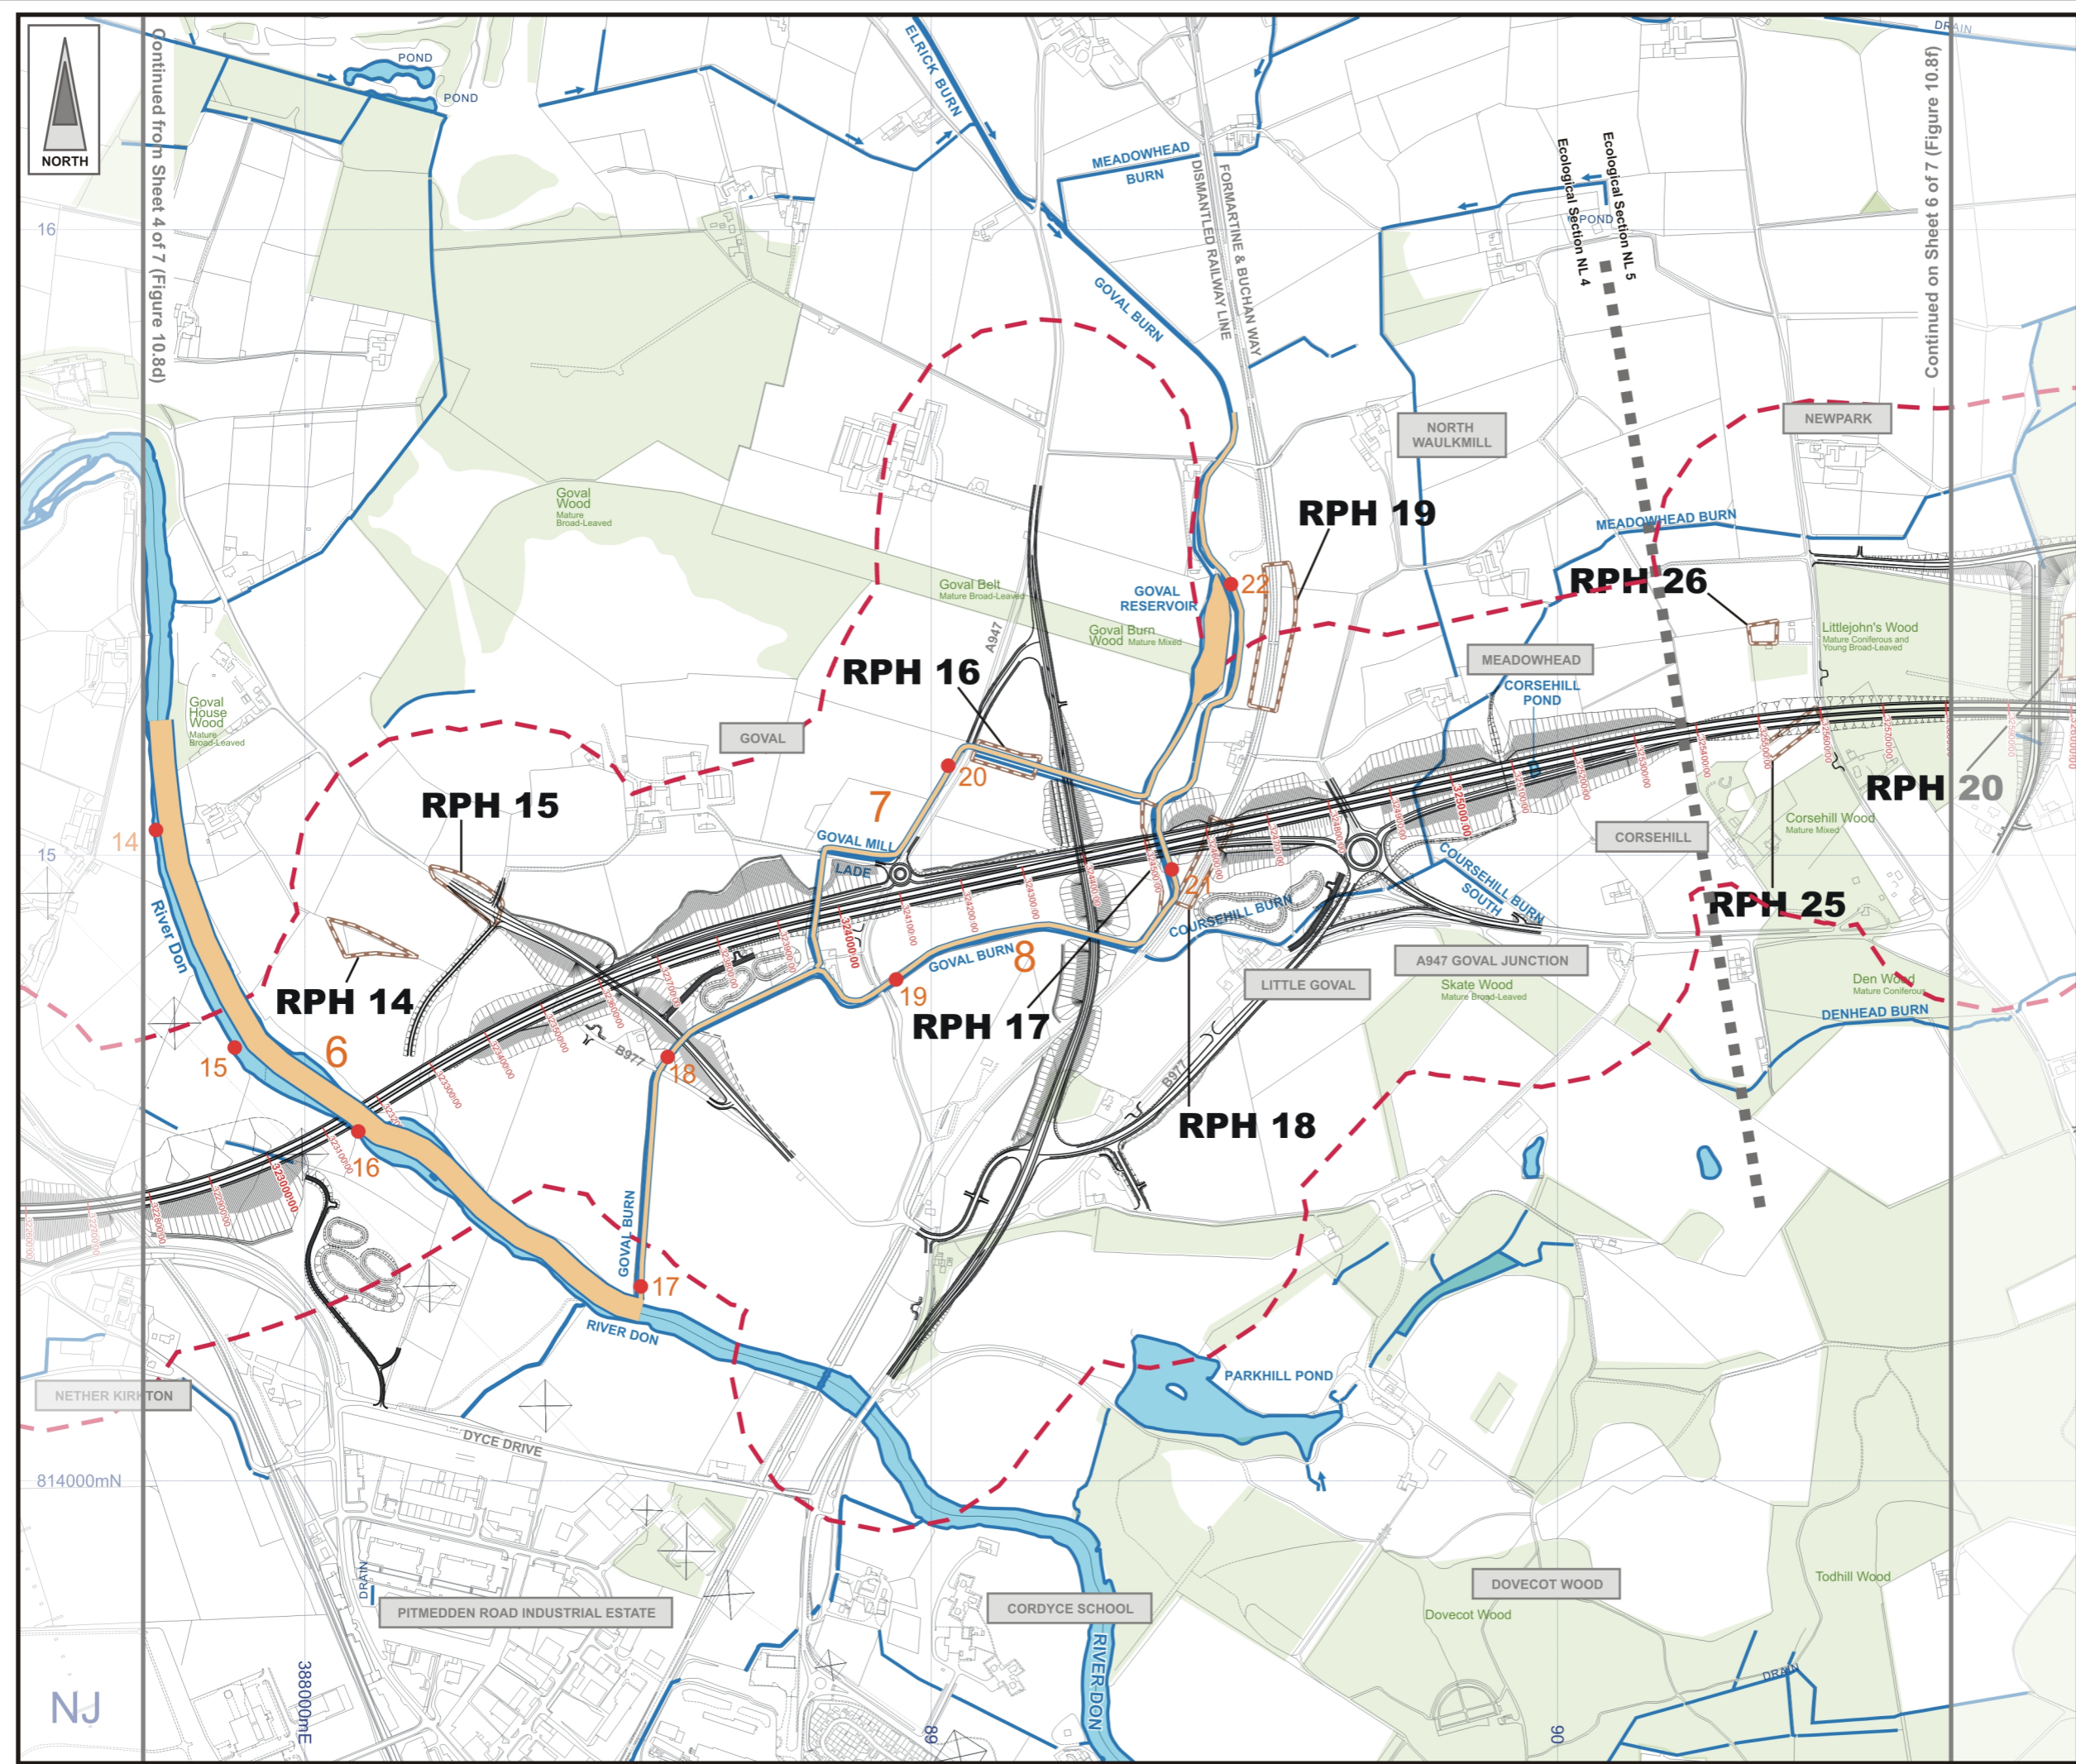 NORTH
Continued from Sheet 4 of 7 (Figure 10.8d)
POND
POND
ELRICK BURN
MEADOWHEAD
BURN
DISMANTLED RAILWAY LINE
FORMARTINE & BUCHAN WAY
Ecological Section NL 4
Ecological Section NL 5
POND
DRAIN
Continued on Sheet 6 of 7 (Figure 10.8f)
16
GOVAL BURN
NORTH
WAULKMILL
NEWPARK
Goval
Wood
Mature
Broad-Leaved
RPH 19
MEADOWHEAD BURN
RPH 26
Goval Belt
Mature Broad-Leaved
GOVAL
RESERVOIR
22
Goval Burn
Wood Mature Mixed
A947
Littlejohn's Wood
Mature Coniferous and
Young Broad-Leaved
RPH 16
MEADOWHEAD
CORSEHILL
POND
Goval
House
Wood
Mature
Broad-Leaved
GOVAL
20
RPH 15
7
RPH 20
14
GOVAL MILL
LADE
15
CORSEHILL
Corsehill Wood
Mature Mixed
325000.00
COURSEHILL BURN
SOUTH
21
RPH 25
COURSEHILL BURN
River Don
324000.00
GOVAL BURN
8
A947 GOVAL JUNCTION
LITTLE GOVAL
Skate Wood
Mature Broad-Leaved
Den Wood
Mature Coniferous
DENHEAD BURN
RPH 14
19
RPH 17
15
6
B977
18
B977
RPH 18
16
323000.00
GOVAL BURN
17
RIVER DON
NETHER KIRKTON
PARKHILL POND
DYCE DRIVE
814000mN
DRAIN
PITMEDDEN ROAD INDUSTRIAL ESTATE
CORDYCE SCHOOL
DOVECOT WOOD
Dovecot Wood
Todhill Wood
RIVER DON
DRAIN
NJ
388000mE
89
90